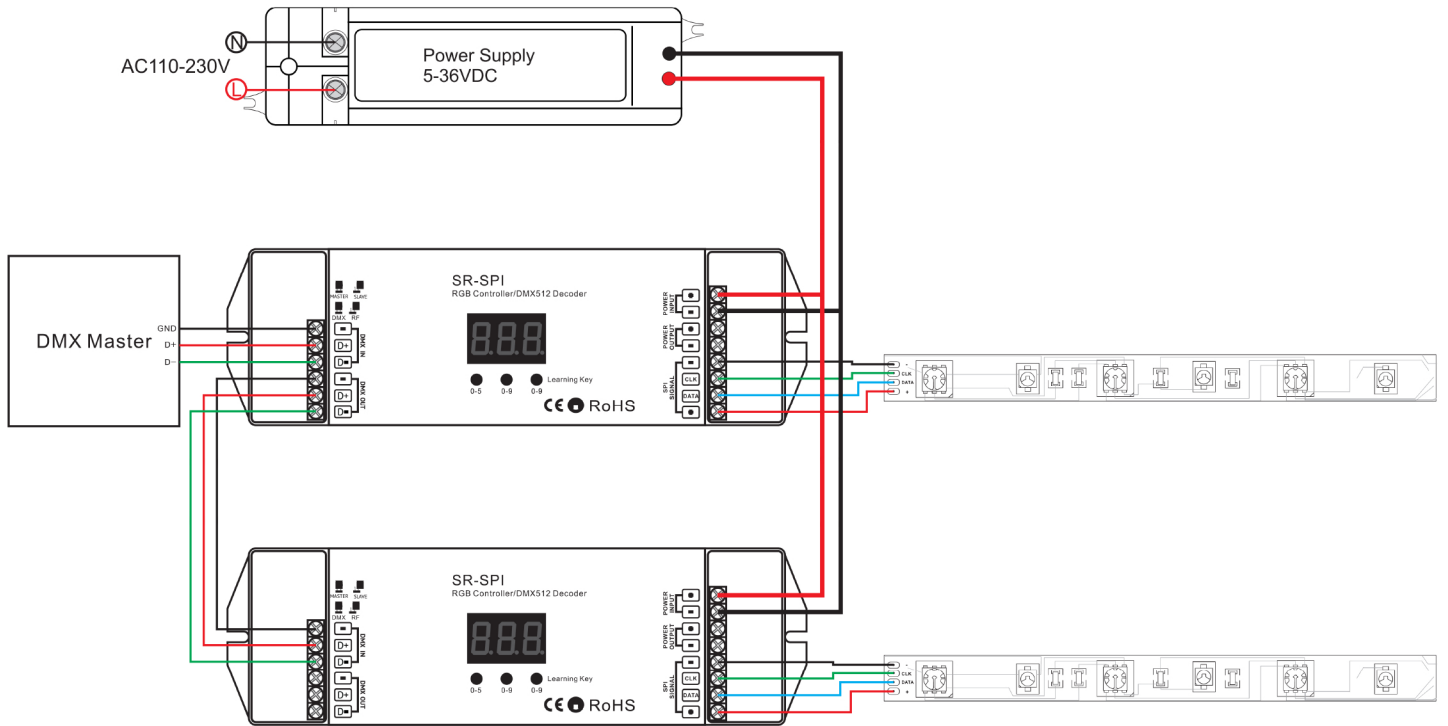 N
AC110-230V
L
Power Supply
5-36VDC
DMX Master
GND
D+
D−
SR-SPI
RGB Controller/DMX512 Decoder
MASTER SLAVE
DMX RF
DMX IN
D+
D
DMX OUT
D+
D
888
0-5 0-9 0-9 Learning Key
CE RoHS
POWER INPUT
POWER OUTPUT
SPI SIGNAL
CLK
DATA
-
CLK
DATA
+
SR-SPI
RGB Controller/DMX512 Decoder
MASTER SLAVE
DMX RF
DMX IN
D+
D
DMX OUT
D+
D
888
0-5 0-9 0-9 Learning Key
CE RoHS
POWER INPUT
POWER OUTPUT
SPI SIGNAL
CLK
DATA
-
CLK
DATA
+